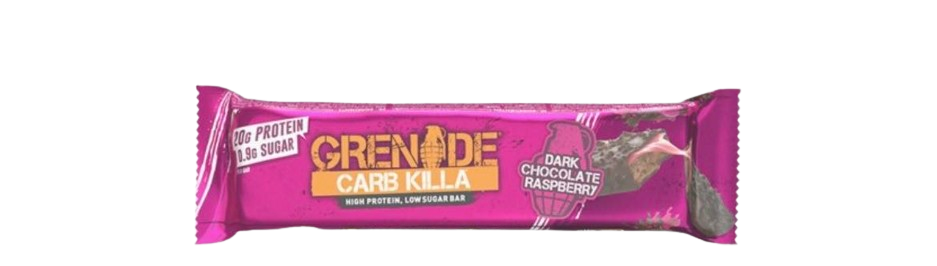 20G PROTEIN
0.9G SUGAR
GRENADE
CARB KILLA
HIGH PROTEIN, LOW SUGAR BAR
DARK
CHOCOLATE
RASPBERRY